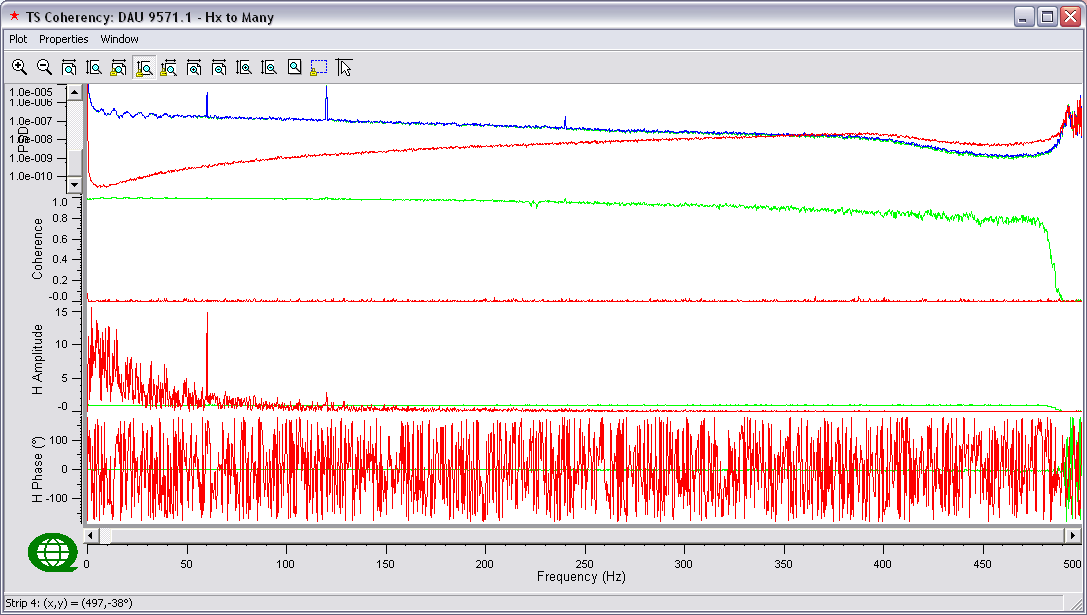 TS Coherency: DAU 9571.1 - Hx to Many
Plot Properties Window
1.0e-005
1.0e-006
1.0e-007
1.0e-008
1.0e-009
1.0e-010
PSD
1.0
0.8
0.6
0.4
0.2
-0.0
Coherence
15
10
5
-0
H Amplitude
100
0
-100
H Phase (°)
0 50 100 150 200 250 300 350 400 450 500
Frequency (Hz)
Strip 4: (x,y) = (497,-38°)